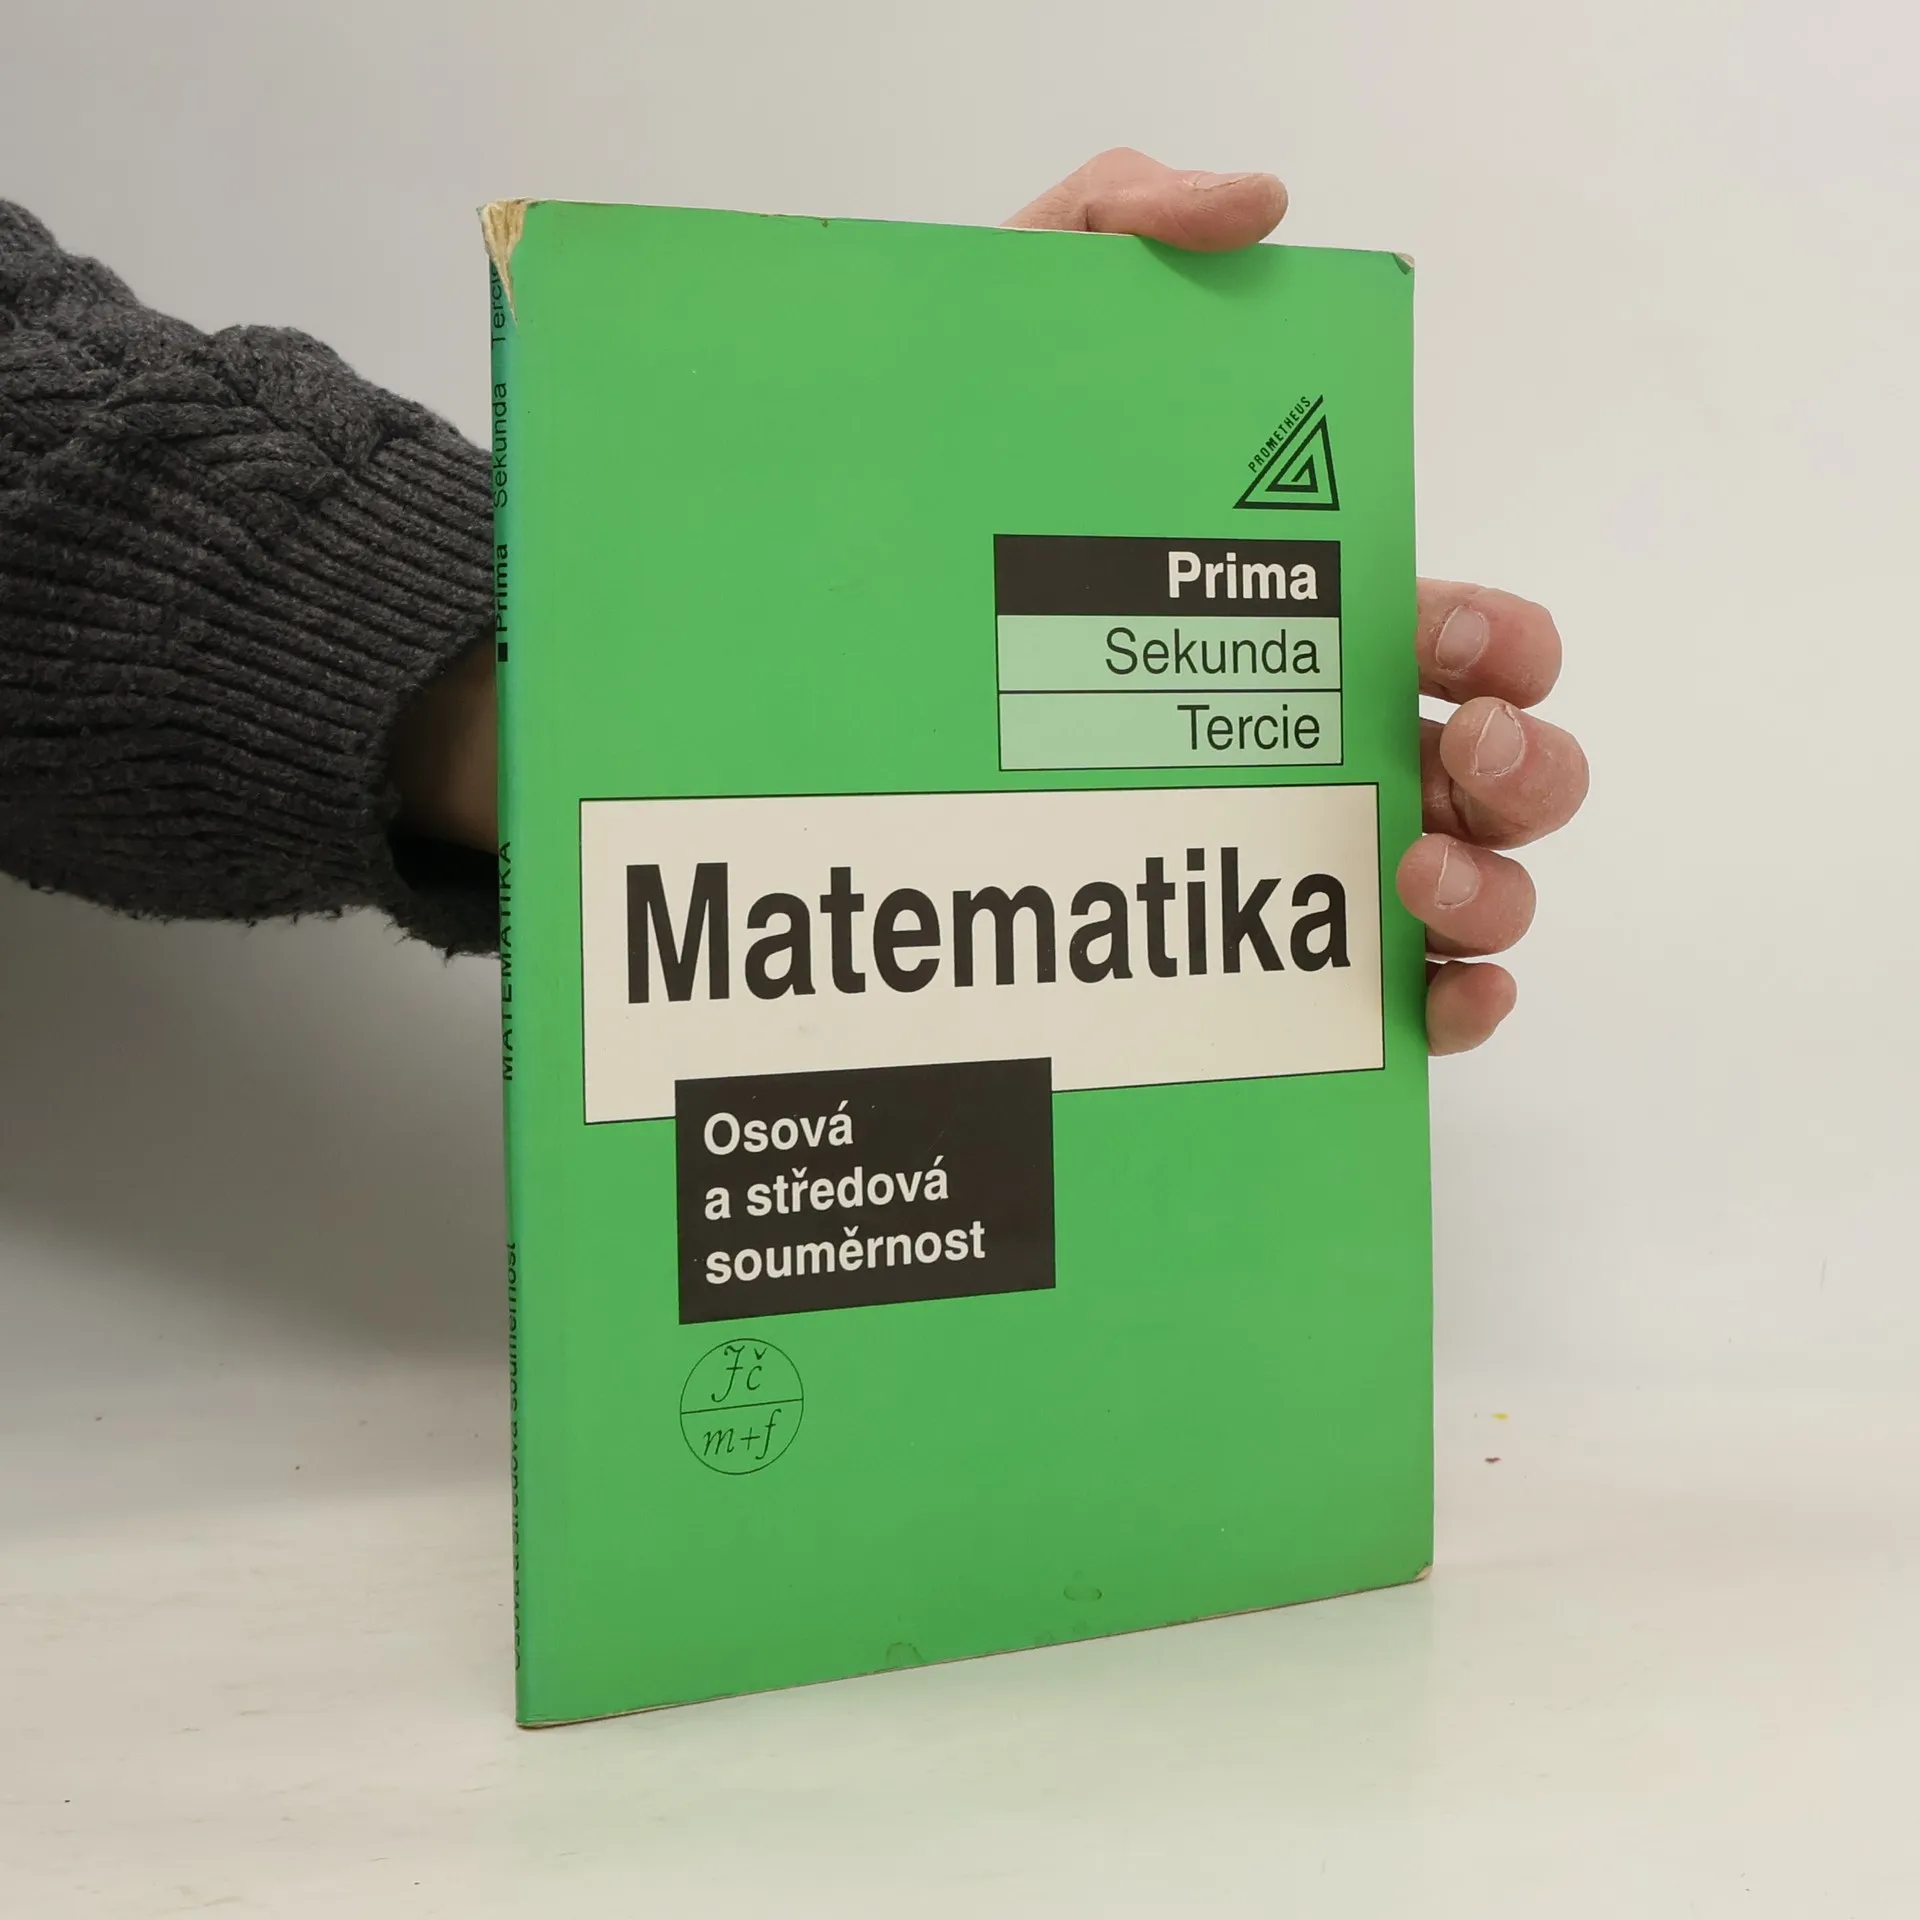 PROMETHEUS
Prima
Sekunda
Tercie
Matematika
Osová
a středová
souměrnost
Jč
m+f
Osová a středová souměrnost MATEMATIKA Prima Sekunda Tercie